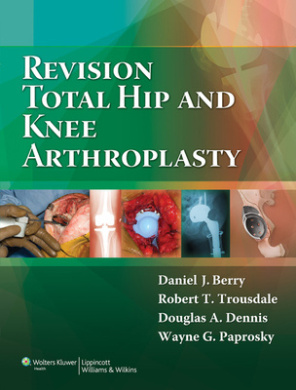 REVISION
TOTAL HIP AND
KNEE
ARTHROPLASTY
Daniel J. Berry
Robert T. Trousdale
Douglas A. Dennis
Wayne G. Paprosky
Wolters Kluwer
Health
Lippincott
Williams & Wilkins